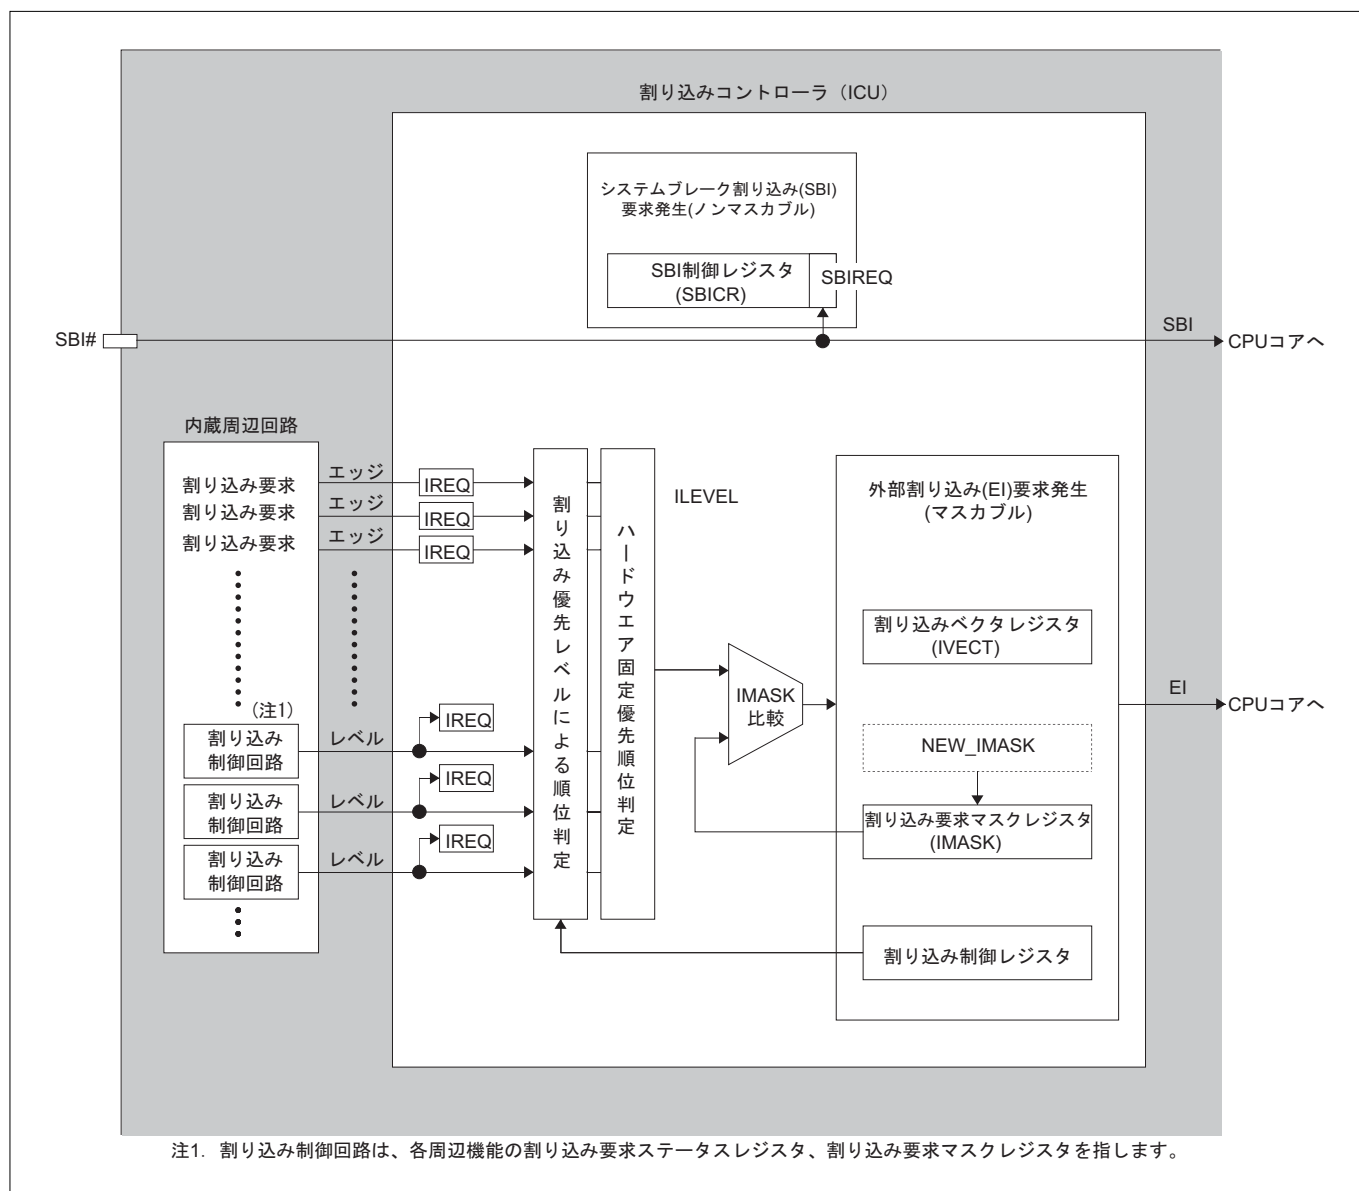 割り込みコントローラ（ICU）
システムブレーク割り込み(SBI)
要求発生(ノンマスカブル)
SBI制御レジスタ
(SBICR)
SBIREQ
SBI#
SBI
CPUコアへ
内蔵周辺回路
割り込み要求
割り込み要求
割り込み要求
エッジ
エッジ
エッジ
IREQ
IREQ
IREQ
(注1)
割り込み
制御回路
割り込み
制御回路
割り込み
制御回路
レベル
レベル
レベル
IREQ
IREQ
IREQ
割り込み優先レベルによる順位判定
ハードウエア固定優先順位判定
ILEVEL
IMASK
比較
外部割り込み(EI)要求発生
(マスカブル)
割り込みベクタレジスタ
(IVECT)
NEW_IMASK
割り込み要求マスクレジスタ
(IMASK)
割り込み制御レジスタ
EI
CPUコアへ
注1. 割り込み制御回路は、各周辺機能の割り込み要求ステータスレジスタ、割り込み要求マスクレジスタを指します。